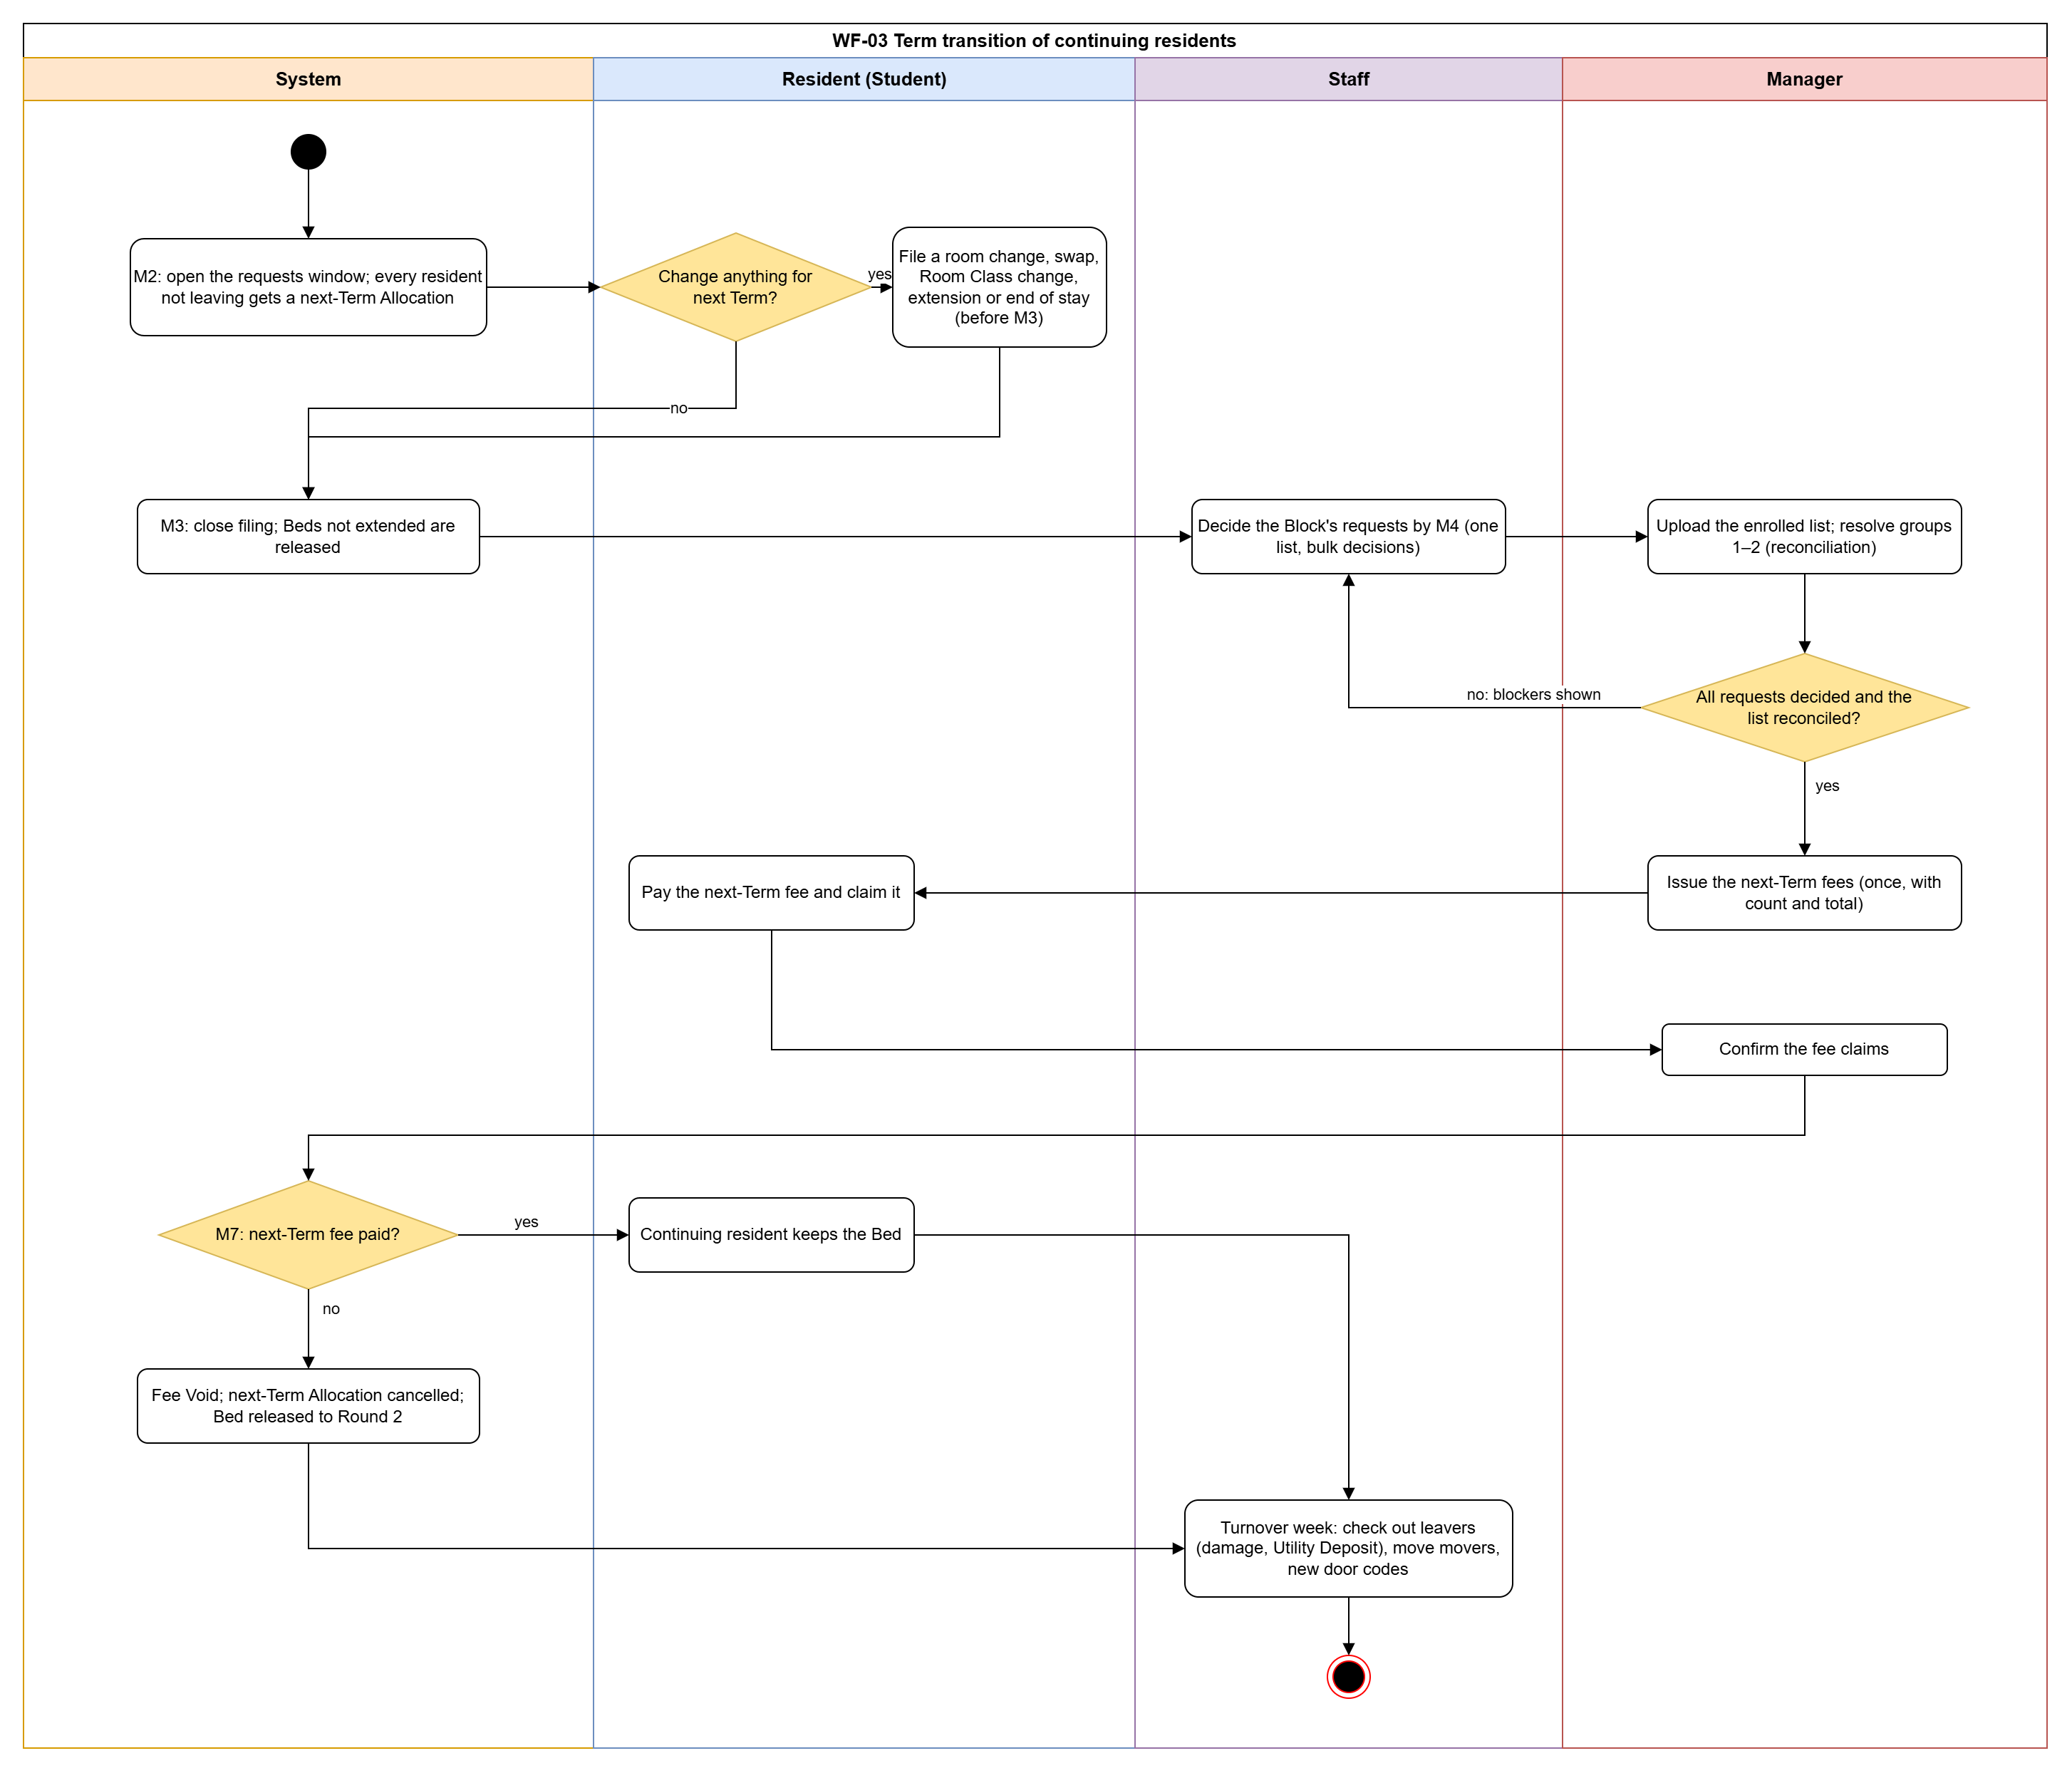 WF-03 Term transition of continuing residents
System
Resident (Student)
Staff
Manager
M2: open the requests window; every resident
not leaving gets a next-Term Allocation
Change anything for
next Term?
yes
File a room change, swap,
Room Class change,
extension or end of stay
(before M3)
no
M3: close filing; Beds not extended are
released
Decide the Block's requests by M4 (one
list, bulk decisions)
Upload the enrolled list; resolve groups
1–2 (reconciliation)
no: blockers shown
All requests decided and the
list reconciled?
yes
Pay the next-Term fee and claim it
Issue the next-Term fees (once, with
count and total)
Confirm the fee claims
M7: next-Term fee paid?
yes
Continuing resident keeps the Bed
no
Fee Void; next-Term Allocation cancelled;
Bed released to Round 2
Turnover week: check out leavers
(damage, Utility Deposit), move movers,
new door codes